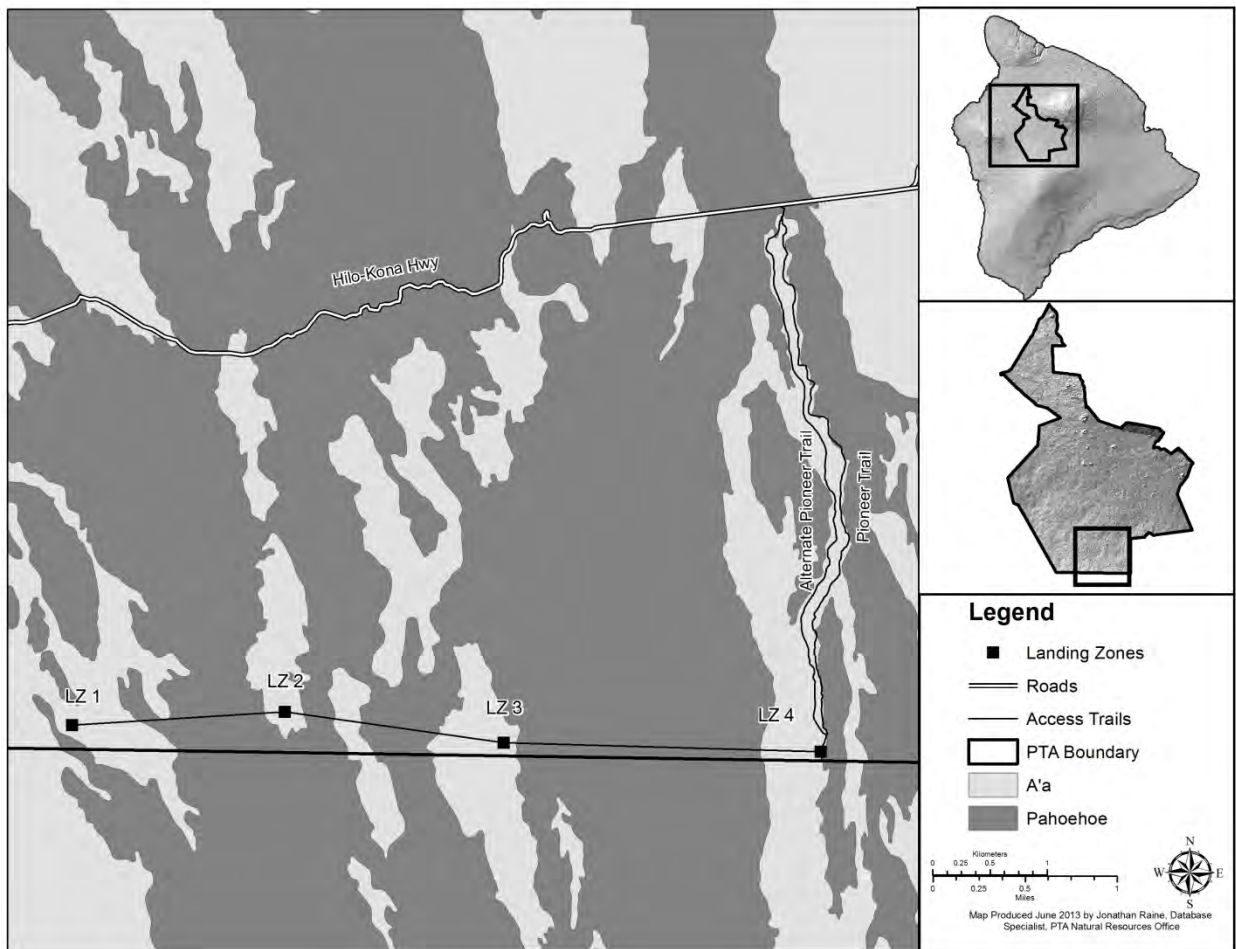 Hilo-Kona Hwy
Alternate Pioneer Trail
Pioneer Trail
LZ 1
LZ 2
LZ 3
LZ 4
Legend
Landing Zones
Roads
Access Trails
PTA Boundary
A'a
Pahoehoe
Kilometers
0 0.25 0.5 1
0 0.25 0.5 1
Miles
N
W E
S
Map Produced June 2013 by Jonathan Raine, Database
Specialist, PTA Natural Resources Office